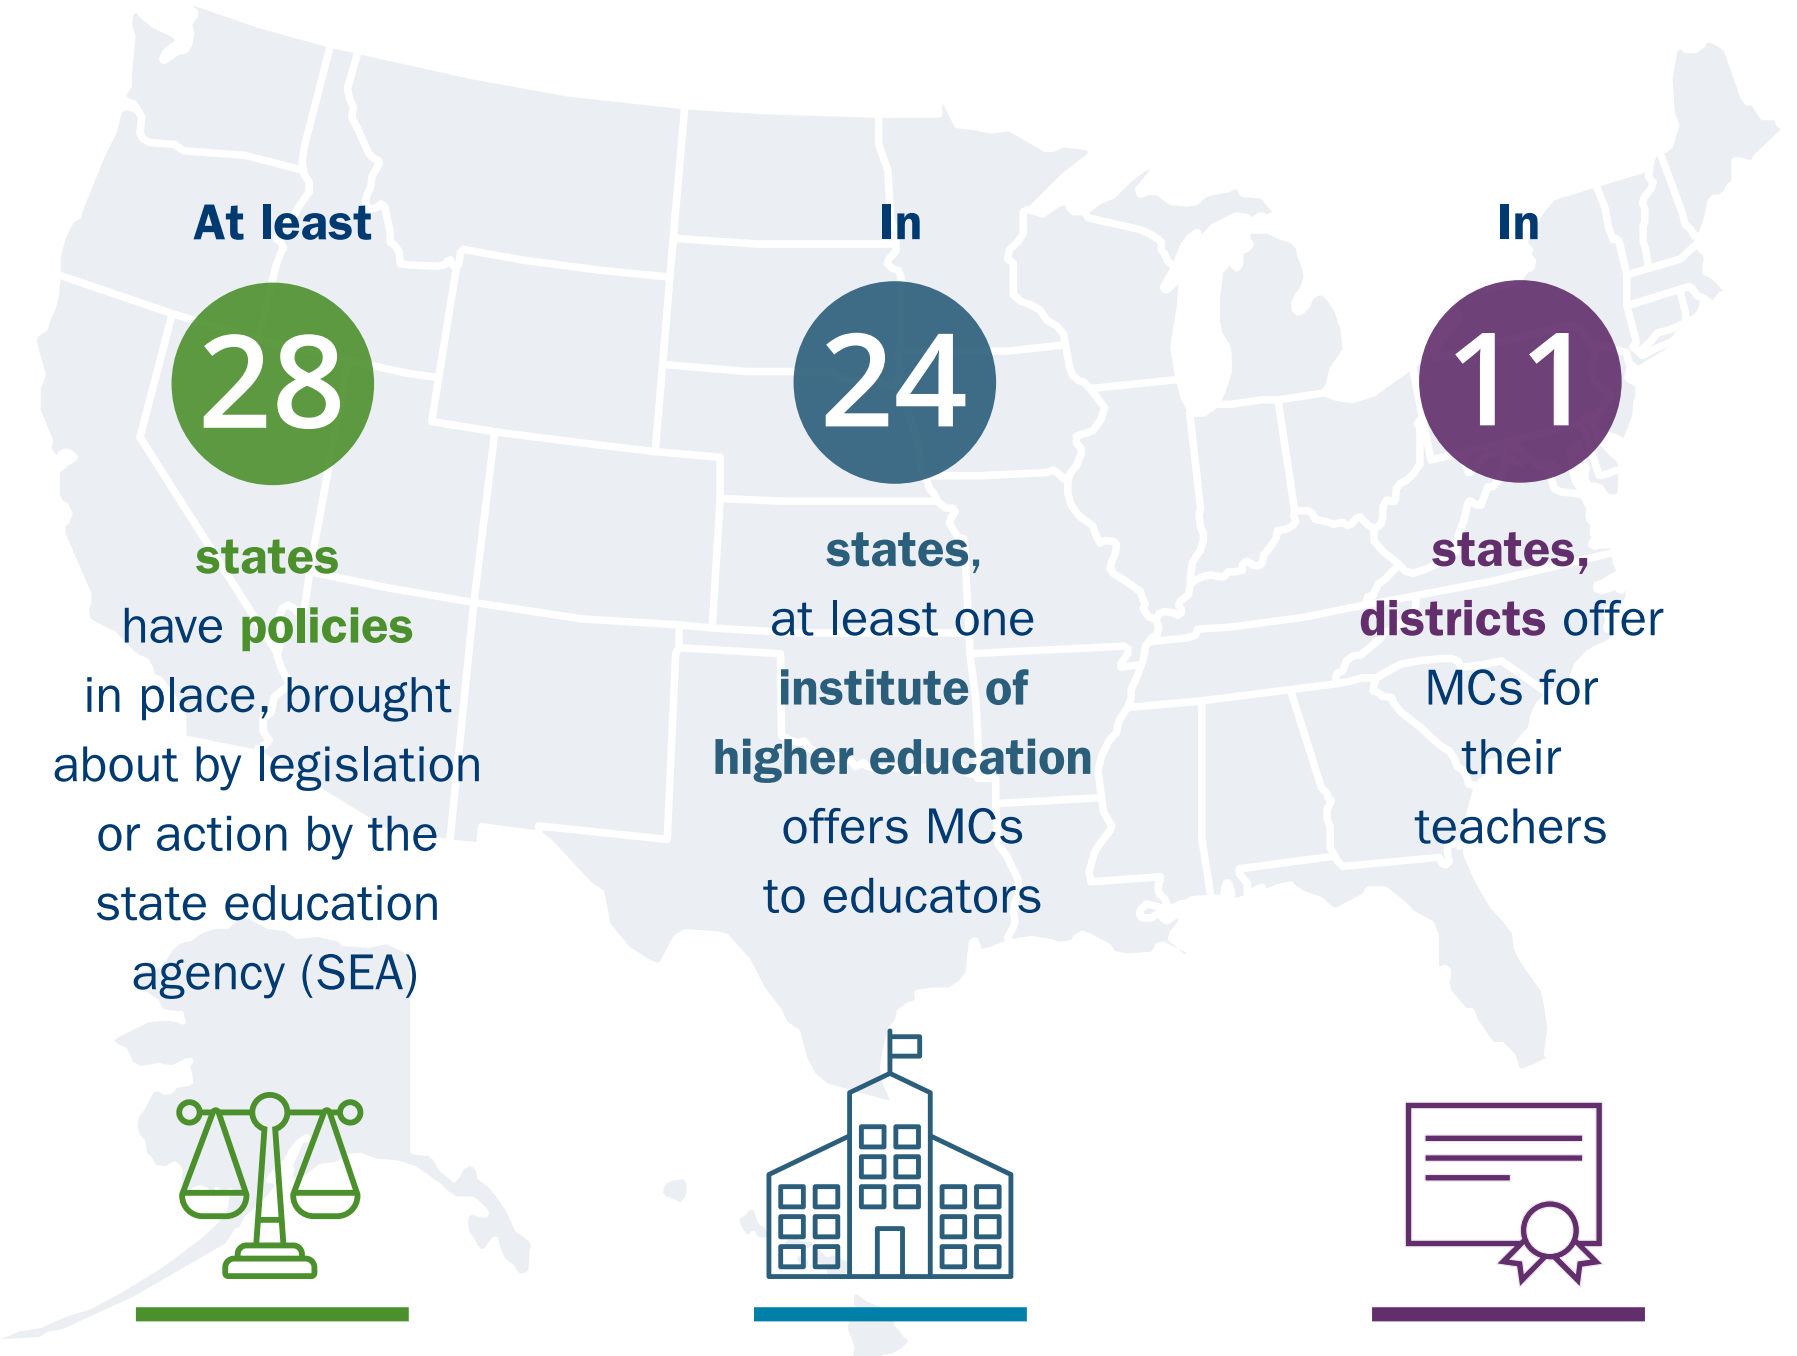 At least
28
states
have policies
in place, brought
about by legislation
or action by the
state education
agency (SEA)
In
24
states,
at least one
institute of
higher education
offers MCs
to educators
In
11
states,
districts offer
MCs for
their
teachers